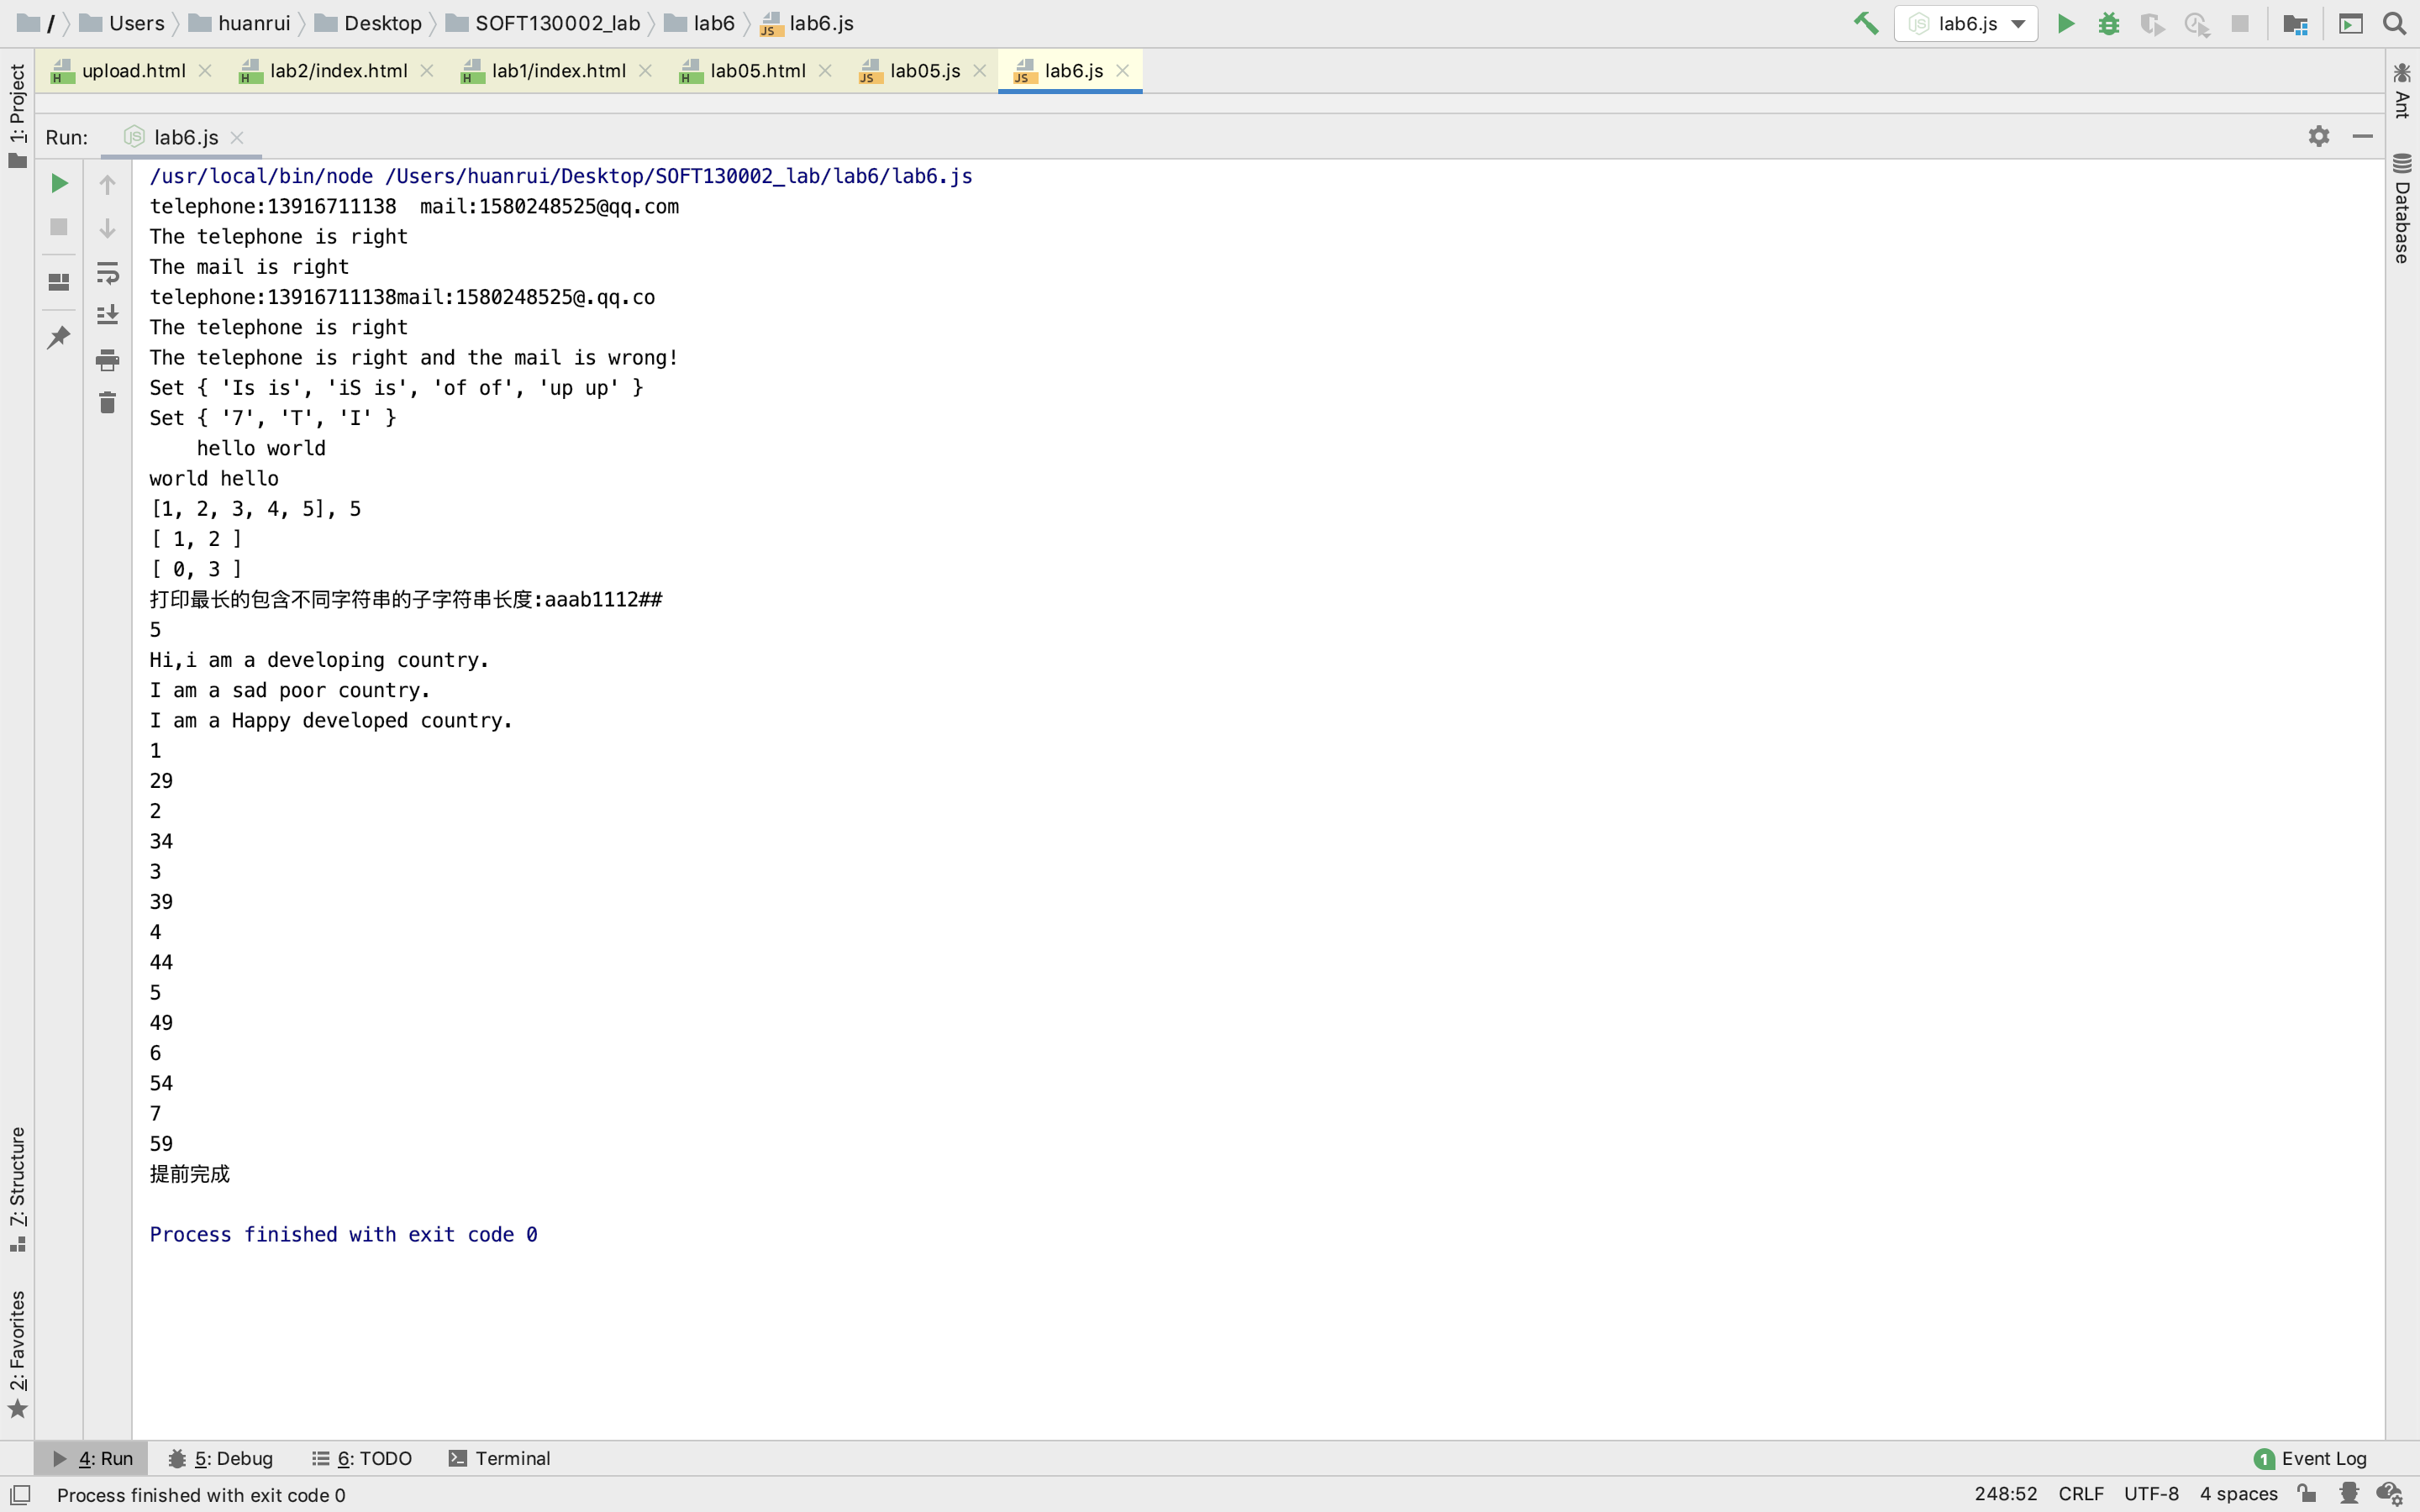 / Users huanrui Desktop SOFT130002_lab lab6 lab6.js lab6.js
upload.html lab2/index.html lab1/index.html lab05.html lab05.js lab6.js
1: Project
Ant
Database
Run: lab6.js
/usr/local/bin/node /Users/huanrui/Desktop/SOFT130002_lab/lab6/lab6.js
telephone:13916711138  mail:1580248525@qq.com
The telephone is right
The mail is right
telephone:13916711138mail:1580248525@.qq.co
The telephone is right
The telephone is right and the mail is wrong!
Set { 'Is is', 'iS is', 'of of', 'up up' }
Set { '7', 'T', 'I' }
    hello world
world hello
[1, 2, 3, 4, 5], 5
[ 1, 2 ]
[ 0, 3 ]
打印最长的包含不同字符串的子字符串长度:aaab1112##
5
Hi,i am a developing country.
I am a sad poor country.
I am a Happy developed country.
1
29
2
34
3
39
4
44
5
49
6
54
7
59
提前完成
Process finished with exit code 0
7: Structure
2: Favorites
4: Run 5: Debug 6: TODO Terminal 1 Event Log
Process finished with exit code 0 248:52 CRLF UTF-8 4 spaces